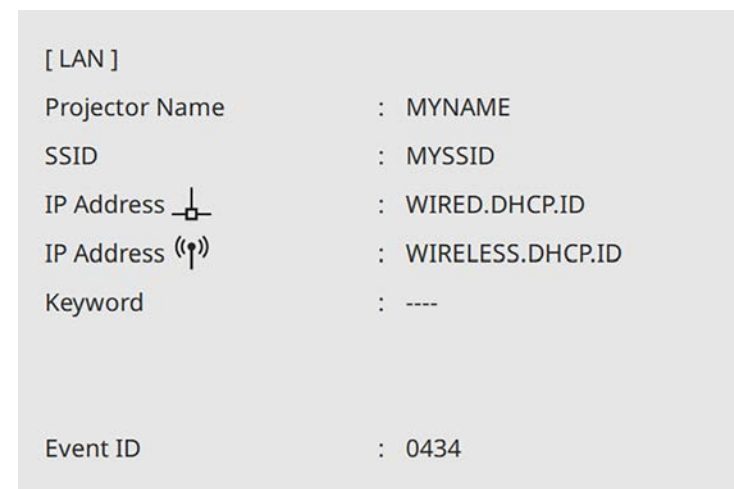 [ LAN ]
Projector Name : MYNAME
SSID : MYSSID
IP Address : WIRED.DHCP.ID
IP Address : WIRELESS.DHCP.ID
Keyword : ----
Event ID : 0434